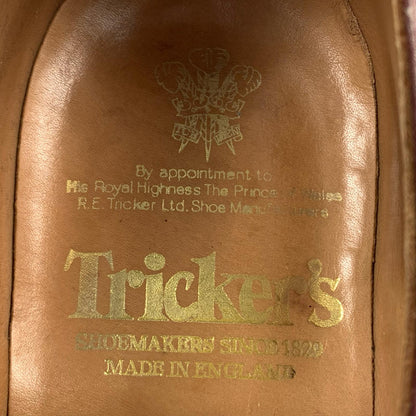 By appointment to
His Royal Highness The Prince of Wales
R.E. Tricker Ltd. Shoe Manufacturers
Tricker's
SHOEMAKERS SINCE 1829
MADE IN ENGLAND